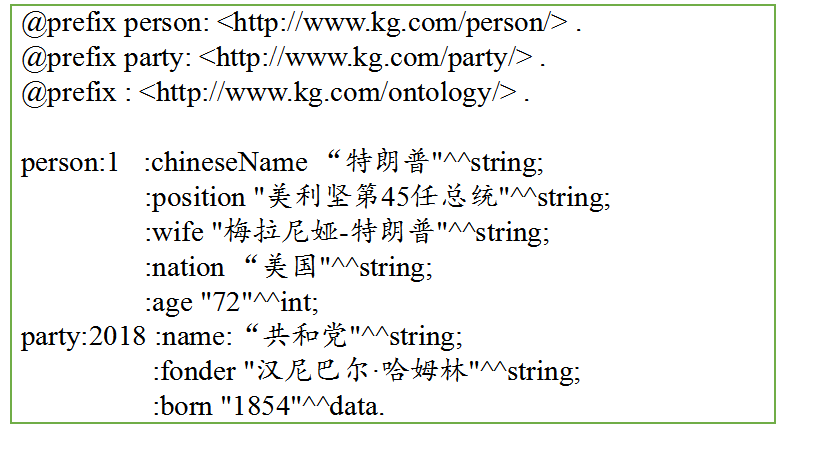 @prefix person: <http://www.kg.com/person/> .
@prefix party: <http://www.kg.com/party/> .
@prefix : <http://www.kg.com/ontology/> .
person:1 :chineseName “特朗普"^^string;
:position "美利坚第45任总统"^^string;
:wife "梅拉尼娅-特朗普"^^string;
:nation “美国"^^string;
:age "72"^^int;
party:2018 :name:“共和党"^^string;
:fonder "汉尼巴尔·哈姆林"^^string;
:born "1854"^^data.